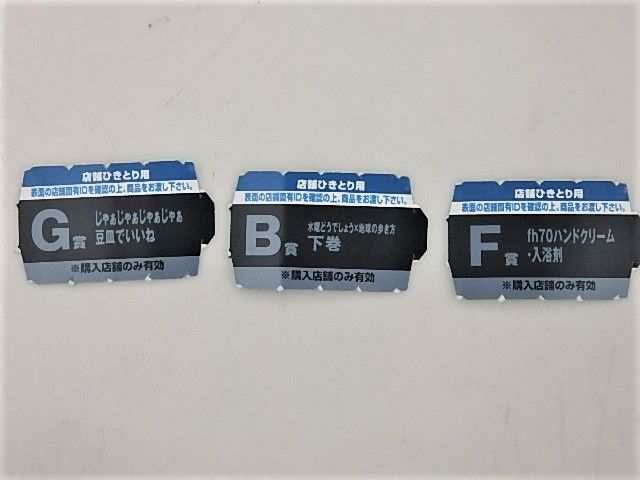 店舗ひきとり用
表面の店舗固有IDを確認の上、商品をお渡し下さい。
G賞
じゃぁじゃぁじゃぁじゃぁ
豆皿でいいね
※購入店舗のみ有効
店舗ひきとり用
表面の店舗固有IDを確認の上、商品をお渡し下さい。
B賞
水曜どうでしょう×地球の歩き方
下巻
※購入店舗のみ有効
店舗ひきとり用
表面の店舗固有IDを確認の上、商品をお渡し下さい。
F賞
fh70ハンドクリーム
・入浴剤
※購入店舗のみ有効